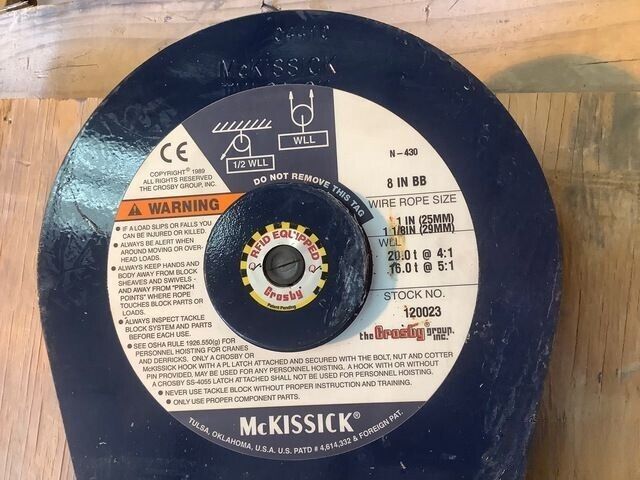 McKISSICK
CE
COPYRIGHT© 1989
ALL RIGHTS RESERVED
THE CROSBY GROUP, INC.
1/2 WLL
WLL
DO NOT REMOVE THIS TAG
N-430
8 IN BB
WIRE ROPE SIZE
1 IN (25MM)
1 1/8IN (29MM)
WLL
20.0 t @ 4:1
16.0 t @ 5:1
STOCK NO.
120023
the Crosby group, inc.
WARNING
• IF A LOAD SLIPS OR FALLS YOU
CAN BE INJURED OR KILLED.
• ALWAYS BE ALERT WHEN
AROUND MOVING OR OVER-
HEAD LOADS.
• ALWAYS KEEP HANDS AND
BODY AWAY FROM BLOCK
SHEAVES AND SWIVELS -
AND AWAY FROM "PINCH
POINTS" WHERE ROPE
TOUCHES BLOCK PARTS OR
LOADS.
• ALWAYS INSPECT TACKLE
BLOCK SYSTEM AND PARTS
BEFORE EACH USE.
• SEE OSHA RULE 1926.550(g) FOR
PERSONNEL HOISTING FOR CRANES
AND DERRICKS. ONLY A CROSBY OR
McKISSICK HOOK WITH A PL LATCH ATTACHED AND SECURED WITH THE BOLT, NUT AND COTTER
PIN PROVIDED, MAY BE USED FOR ANY PERSONNEL HOISTING. A HOOK WITH OR WITHOUT
A CROSBY SS-4055 LATCH ATTACHED SHALL NOT BE USED FOR PERSONNEL HOISTING.
• NEVER USE TACKLE BLOCK WITHOUT PROPER INSTRUCTION AND TRAINING.
• ONLY USE PROPER COMPONENT PARTS.
RFID EQUIPPED
Crosby®
Patent Pending
McKISSICK®
TULSA, OKLAHOMA, U.S.A. U.S. PATD # 4,614,332 & FOREIGN PAT.